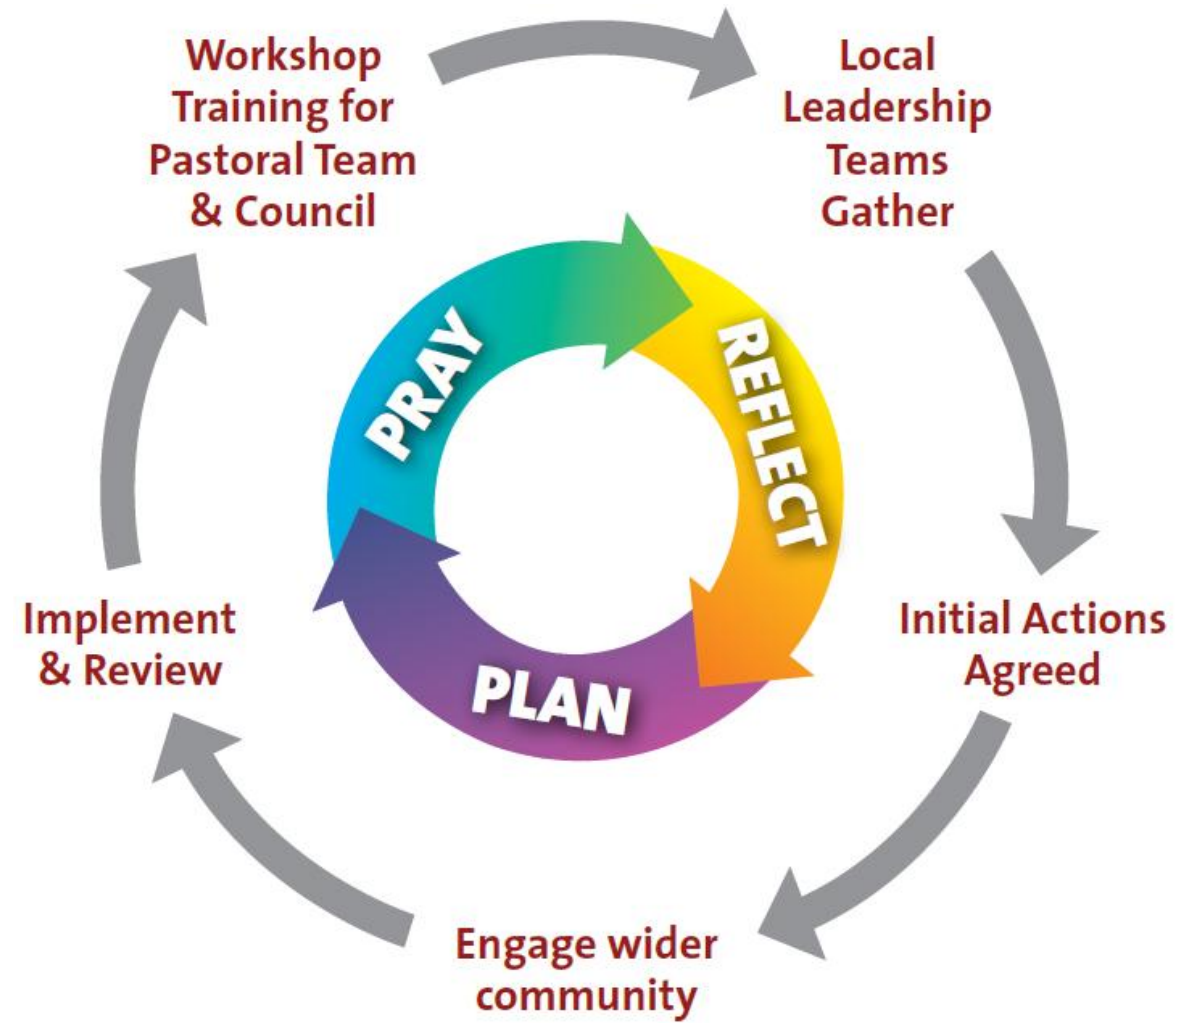 Workshop
Training for
Pastoral Team
& Council
Local
Leadership
Teams
Gather
PRAY
REFLECT
PLAN
Initial Actions
Agreed
Engage wider
community
Implement
& Review